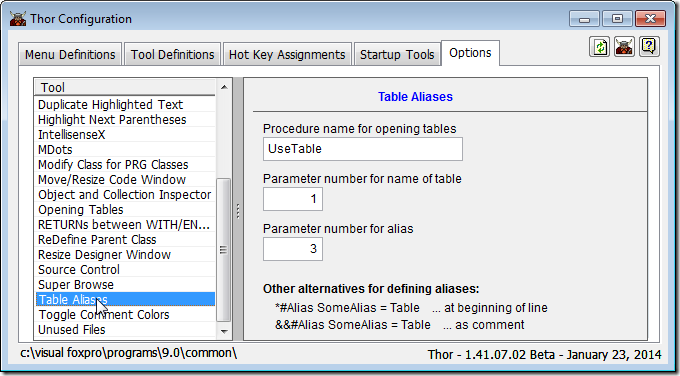 Thor Configuration
Menu Definitions Tool Definitions Hot Key Assignments Startup Tools Options
Tool
Duplicate Highlighted Text
Highlight Next Parentheses
IntellisenseX
MDots
Modify Class for PRG Classes
Move/Resize Code Window
Object and Collection Inspector
Opening Tables
RETURNs between WITH/EN...
ReDefine Parent Class
Resize Designer Window
Source Control
Super Browse
Table Aliases
Toggle Comment Colors
Unused Files
Table Aliases
Procedure name for opening tables
UseTable
Parameter number for name of table
1
Parameter number for alias
3
Other alternatives for defining aliases:
*#Alias SomeAlias = Table ... at beginning of line
&&#Alias SomeAlias = Table ... as comment
c:\visual foxpro\programs\9.0\common\ Thor - 1.41.07.02 Beta - January 23, 2014